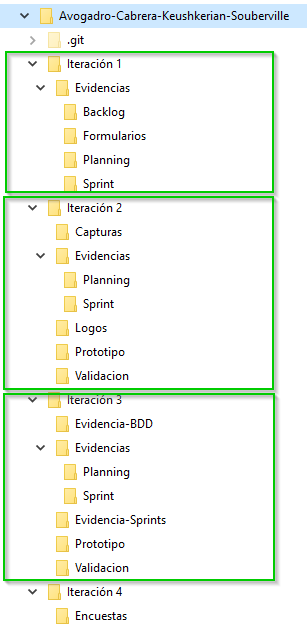 Avogadro-Cabrera-Keushkerian-Souberville
.git
Iteración 1
Evidencias
Backlog
Formularios
Planning
Sprint
Iteración 2
Capturas
Evidencias
Planning
Sprint
Logos
Prototipo
Validacion
Iteración 3
Evidencia-BDD
Evidencias
Planning
Sprint
Evidencia-Sprints
Prototipo
Validacion
Iteración 4
Encuestas